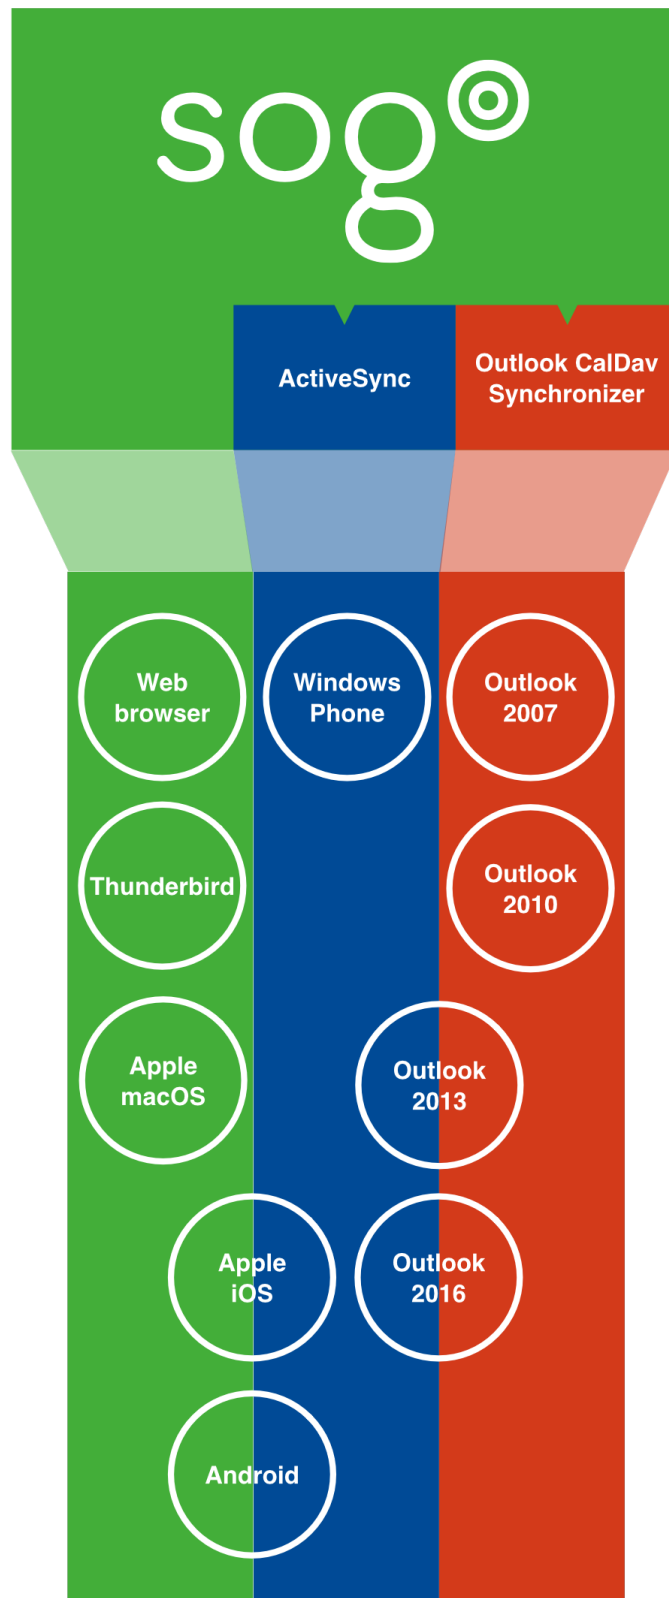 sogo
ActiveSync
Outlook CalDav
Synchronizer
Web
browser
Windows
Phone
Outlook
2007
Thunderbird
Outlook
2010
Apple
macOS
Outlook
2013
Apple
iOS
Outlook
2016
Android